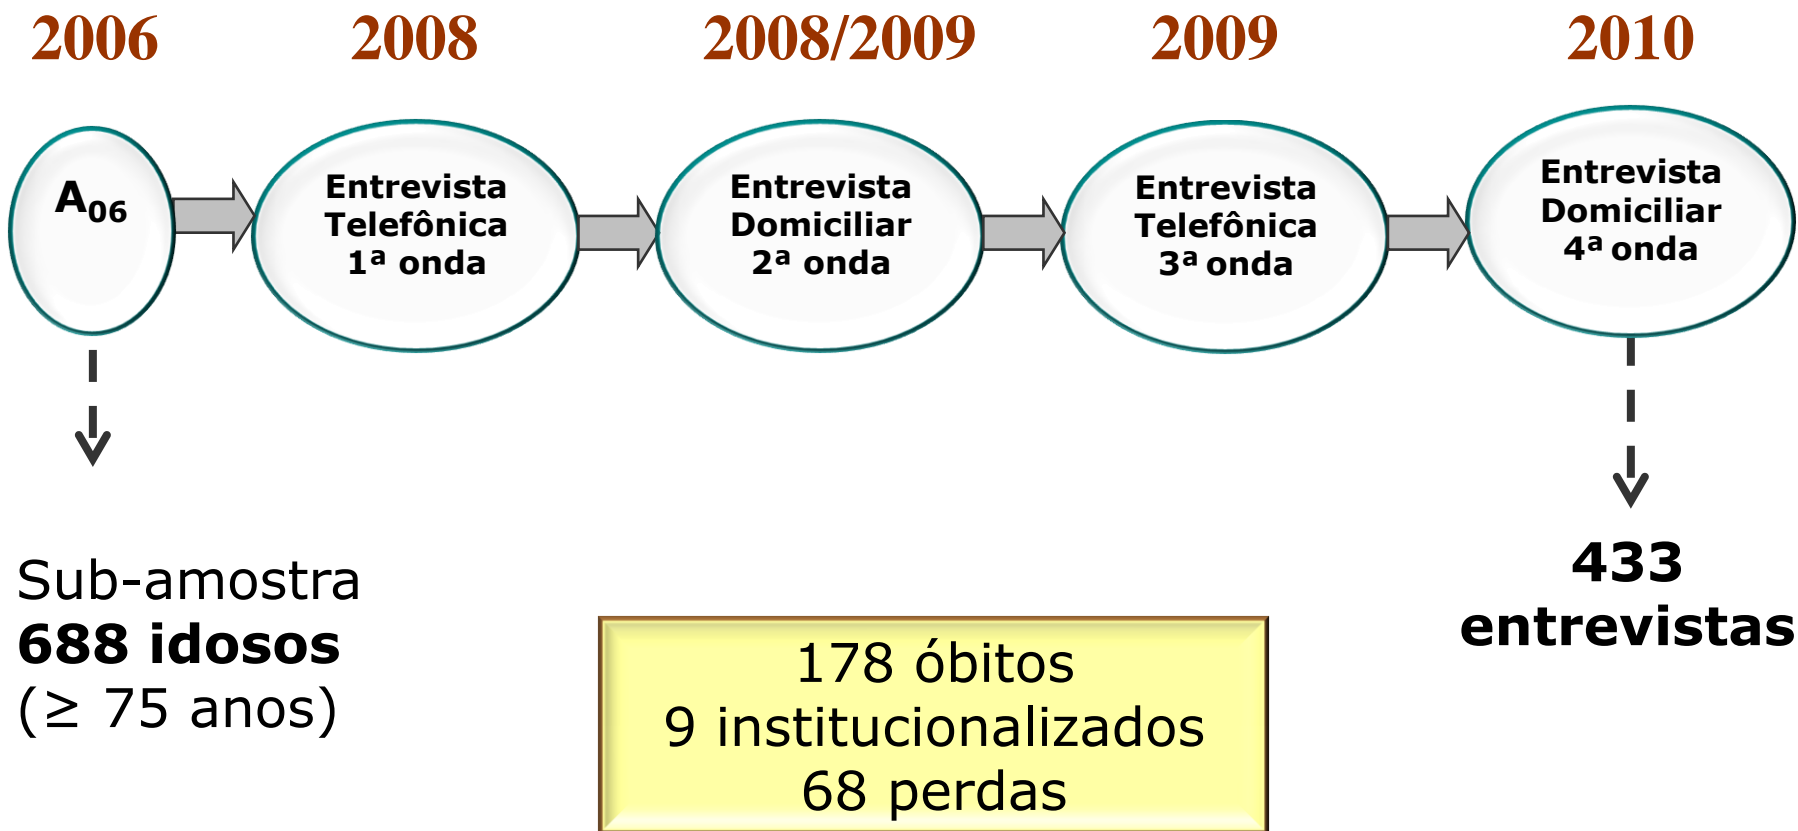 2006
2008
2008/2009
2009
2010
A06
Entrevista
Telefônica
1ª onda
Entrevista
Domiciliar
2ª onda
Entrevista
Telefônica
3ª onda
Entrevista
Domiciliar
4ª onda
Sub-amostra
688 idosos
(≥ 75 anos)
178 óbitos
9 institucionalizados
68 perdas
433
entrevistas